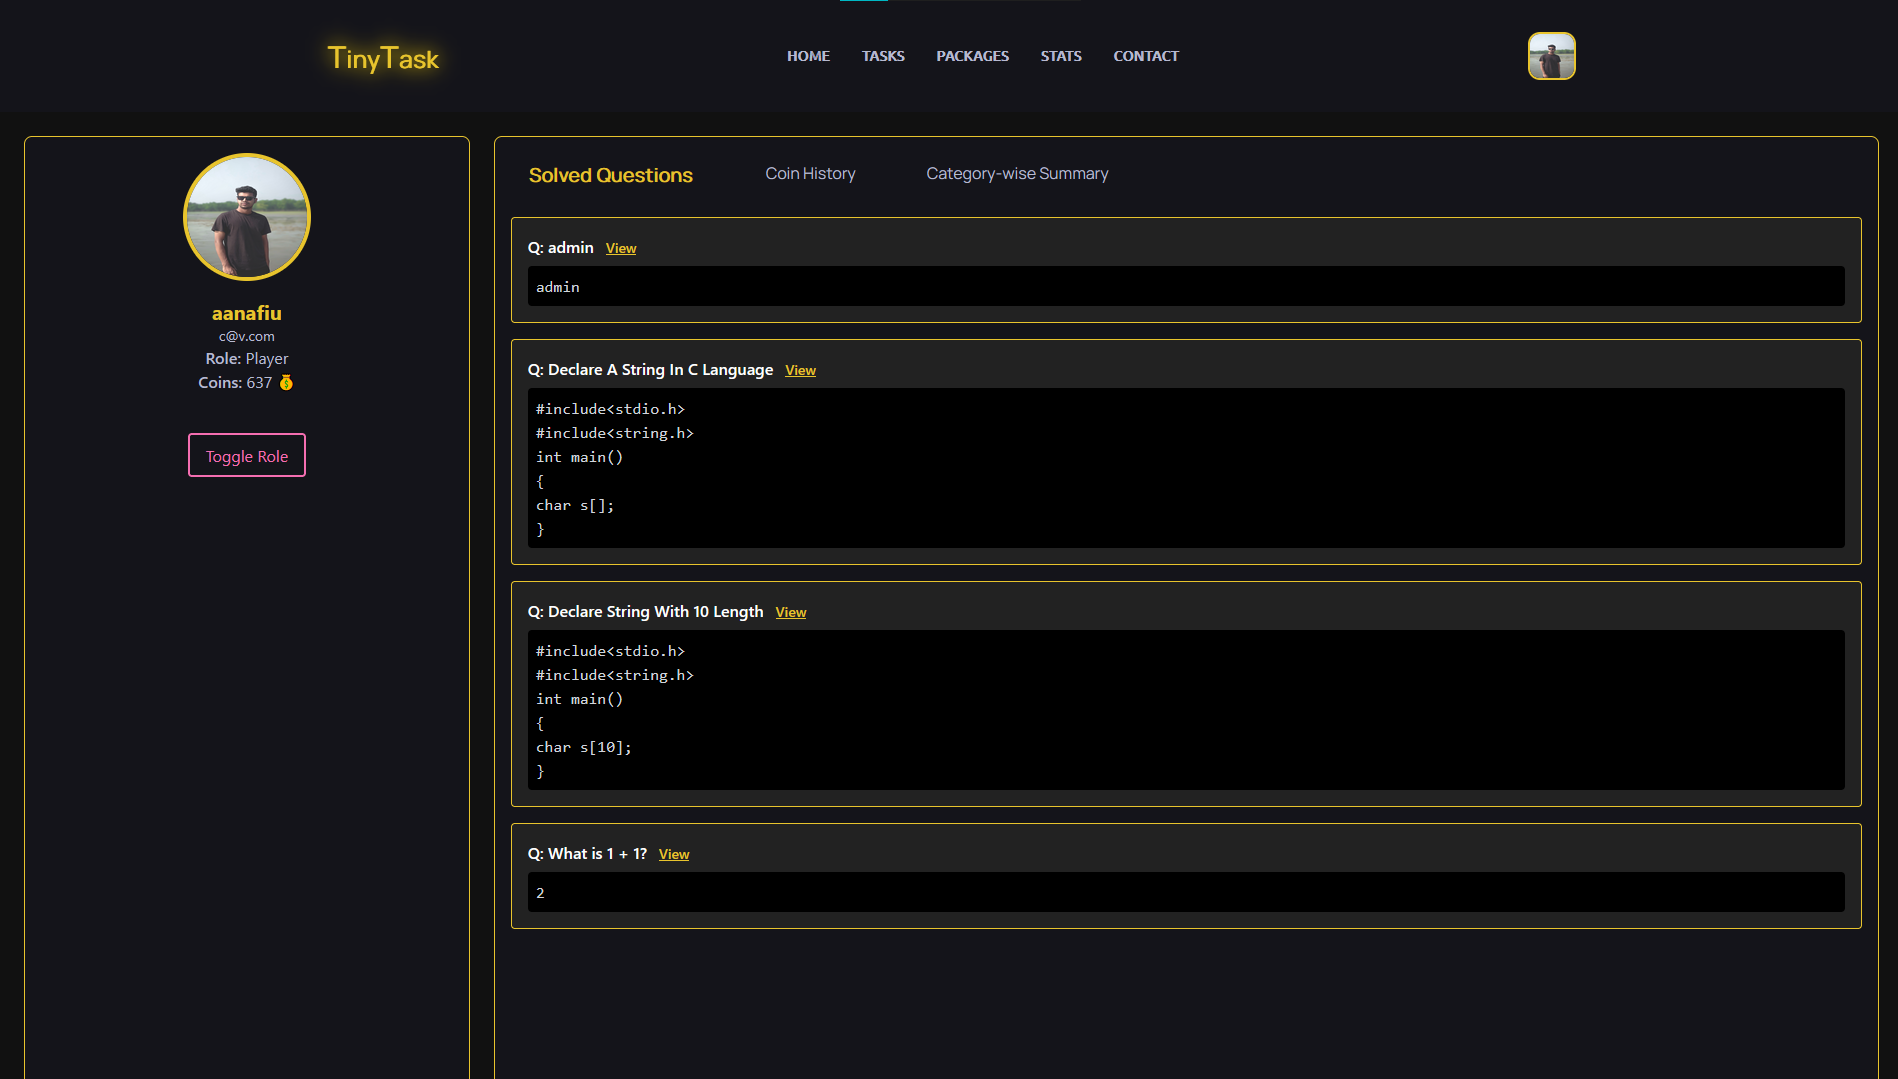 TinyTask
HOME TASKS PACKAGES STATS CONTACT
aanafiu
c@v.com
Role: Player
Coins: 637
Toggle Role
Solved Questions Coin History Category-wise Summary
Q: admin View
admin
Q: Declare A String In C Language View
#include<stdio.h>
#include<string.h>
int main()
{
char s[];
}
Q: Declare String With 10 Length View
#include<stdio.h>
#include<string.h>
int main()
{
char s[10];
}
Q: What is 1 + 1? View
2